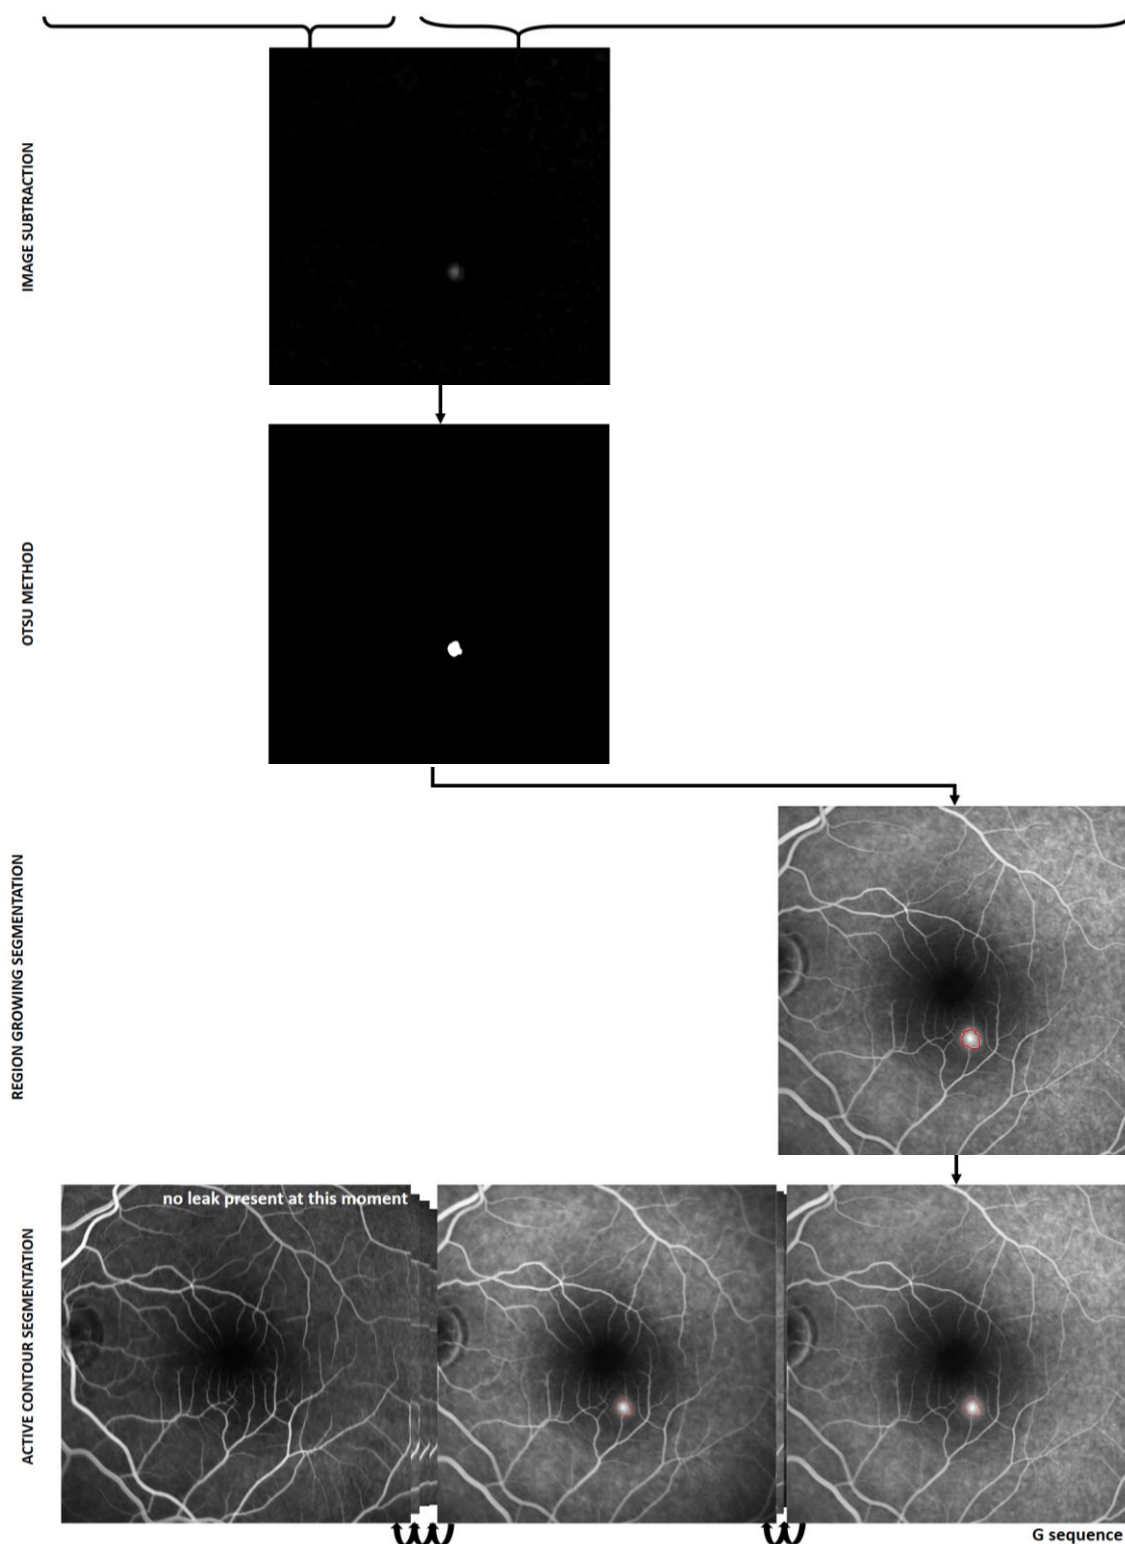 IMAGE SUBTRACTION
OTSU METHOD
REGION GROWING SEGMENTATION
ACTIVE CONTOUR SEGMENTATION
no leak present at this moment
G sequence